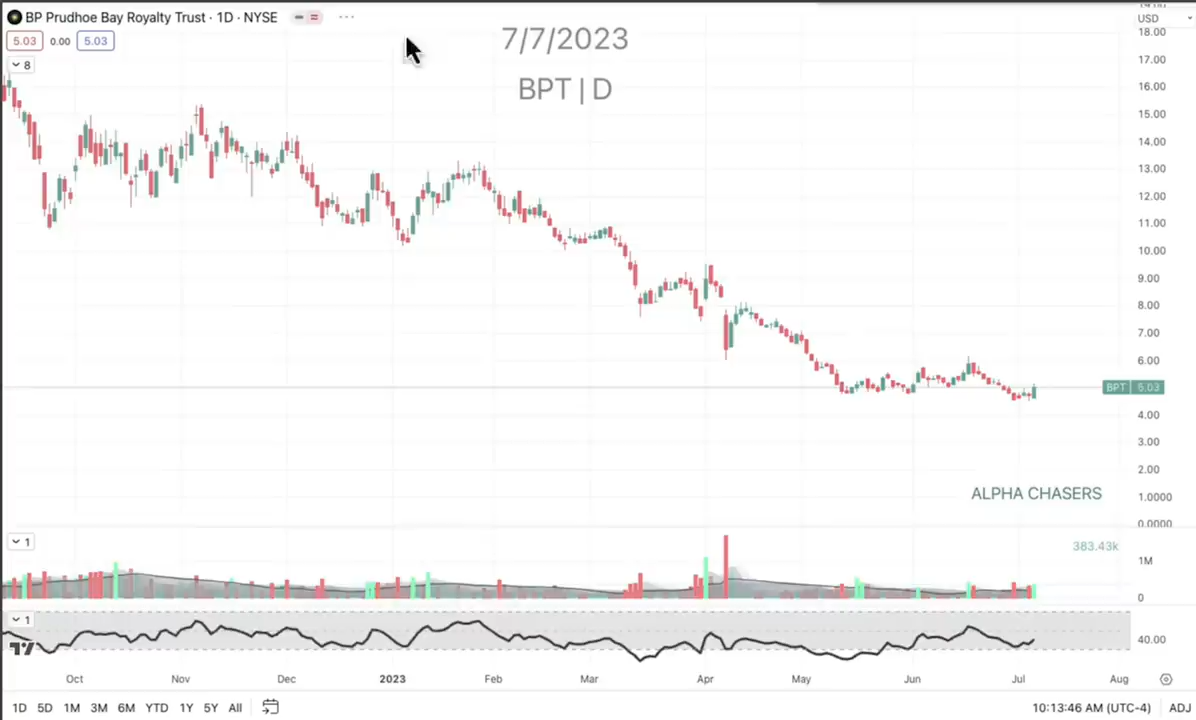 BP Prudhoe Bay Royalty Trust · 1D · NYSE
5.03 0.00 5.03
8
7/7/2023
BPT | D
USD
18.00
17.00
16.00
15.00
14.00
13.00
12.00
11.00
10.00
9.00
8.00
7.00
6.00
BPT 5.03
4.00
3.00
2.00
1.0000
0.0000
ALPHA CHASERS
1
383.43k
1M
0
1
40.00
Oct Nov Dec 2023 Feb Mar Apr May Jun Jul Aug
1D 5D 1M 3M 6M YTD 1Y 5Y All
10:13:46 AM (UTC-4) ADJ